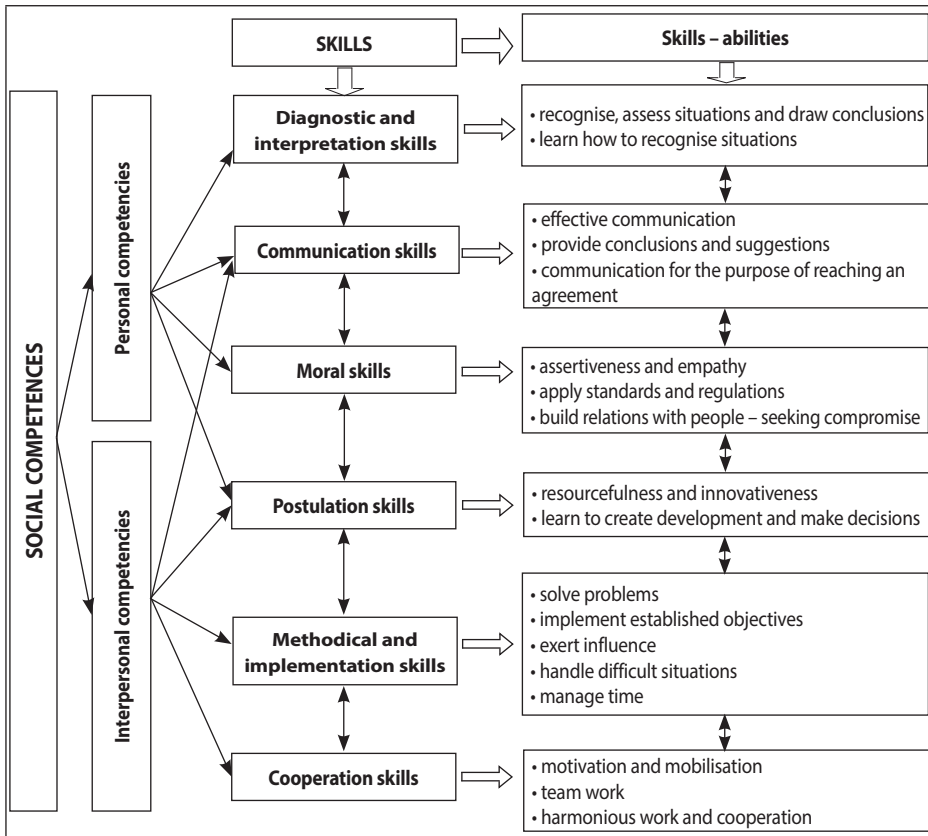 SKILLS
Skills – abilities
SOCIAL COMPETENCES
Personal competencies
Interpersonal competencies
Diagnostic and
interpretation skills
• recognise, assess situations and draw conclusions
• learn how to recognise situations
Communication skills
• effective communication
• provide conclusions and suggestions
• communication for the purpose of reaching an
agreement
Moral skills
• assertiveness and empathy
• apply standards and regulations
• build relations with people – seeking compromise
Postulation skills
• resourcefulness and innovativeness
• learn to create development and make decisions
Methodical and
implementation skills
• solve problems
• implement established objectives
• exert influence
• handle difficult situations
• manage time
Cooperation skills
• motivation and mobilisation
• team work
• harmonious work and cooperation